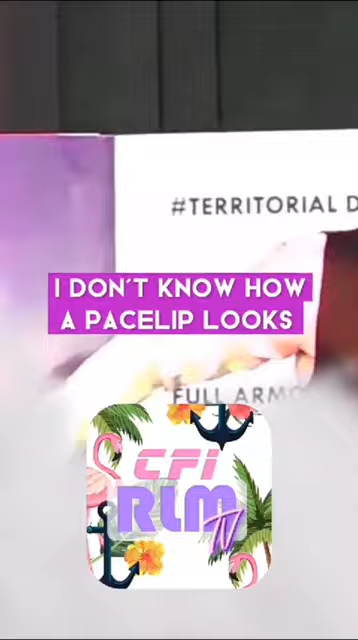 #TERRITORIAL D
I DON'T KNOW HOW
A PACELIP LOOKS
FULL ARMO
CFI
RLM
TV